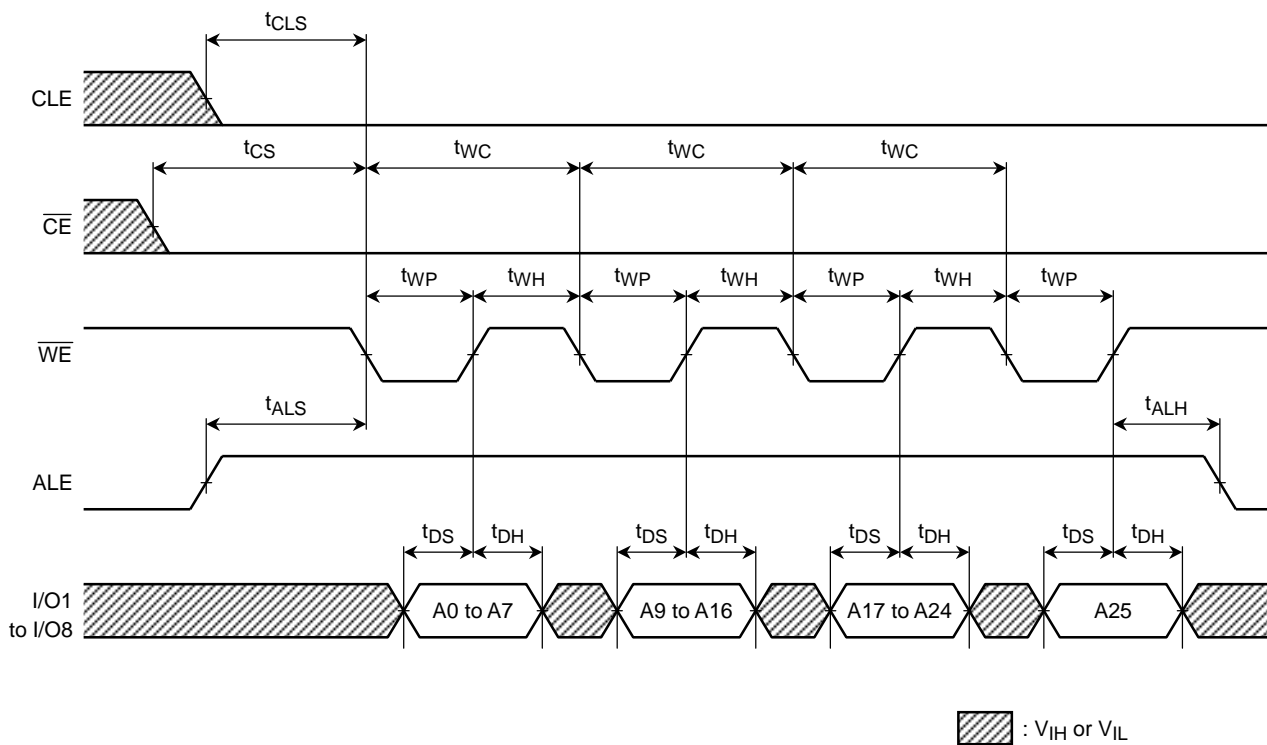 tCLS
CLE
tCS tWC tWC tWC
CE
tWP tWH tWP tWH tWP tWH tWP
WE
tALS tALH
ALE
tDS tDH tDS tDH tDS tDH tDS tDH
I/O1
to I/O8
A0 to A7 A9 to A16 A17 to A24 A25
: VIH or VIL